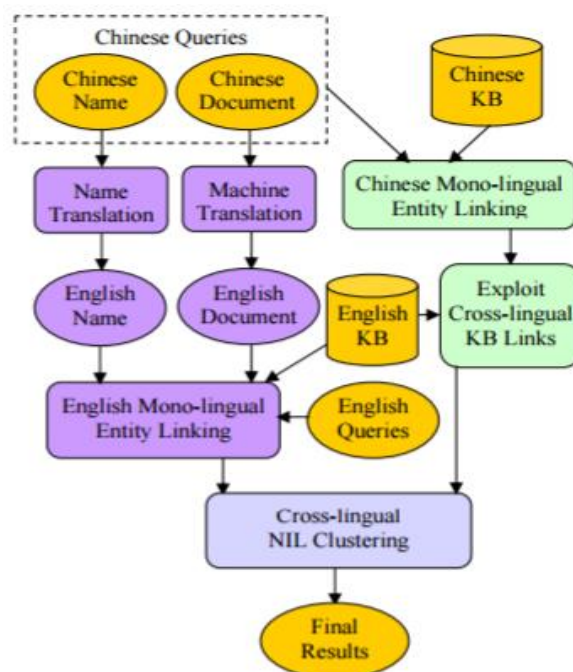 Chinese Queries
Chinese
Name
Chinese
Document
Chinese
KB
Name
Translation
Machine
Translation
Chinese Mono-lingual
Entity Linking
English
Name
English
Document
English
KB
Exploit
Cross-lingual
KB Links
English Mono-lingual
Entity Linking
English
Queries
Cross-lingual
NIL Clustering
Final
Results